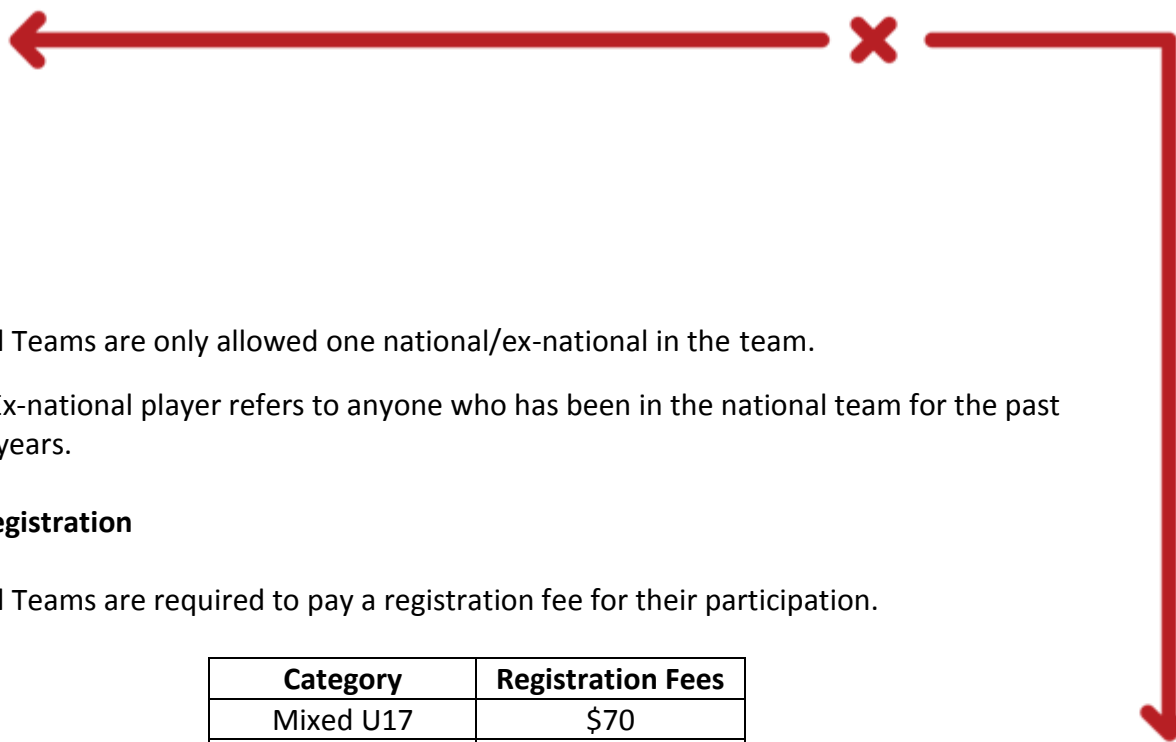 l Teams are only allowed one national/ex-national in the team.
x-national player refers to anyone who has been in the national team for the past
years.
egistration
l Teams are required to pay a registration fee for their participation.
Category Registration Fees
Mixed U17 $70